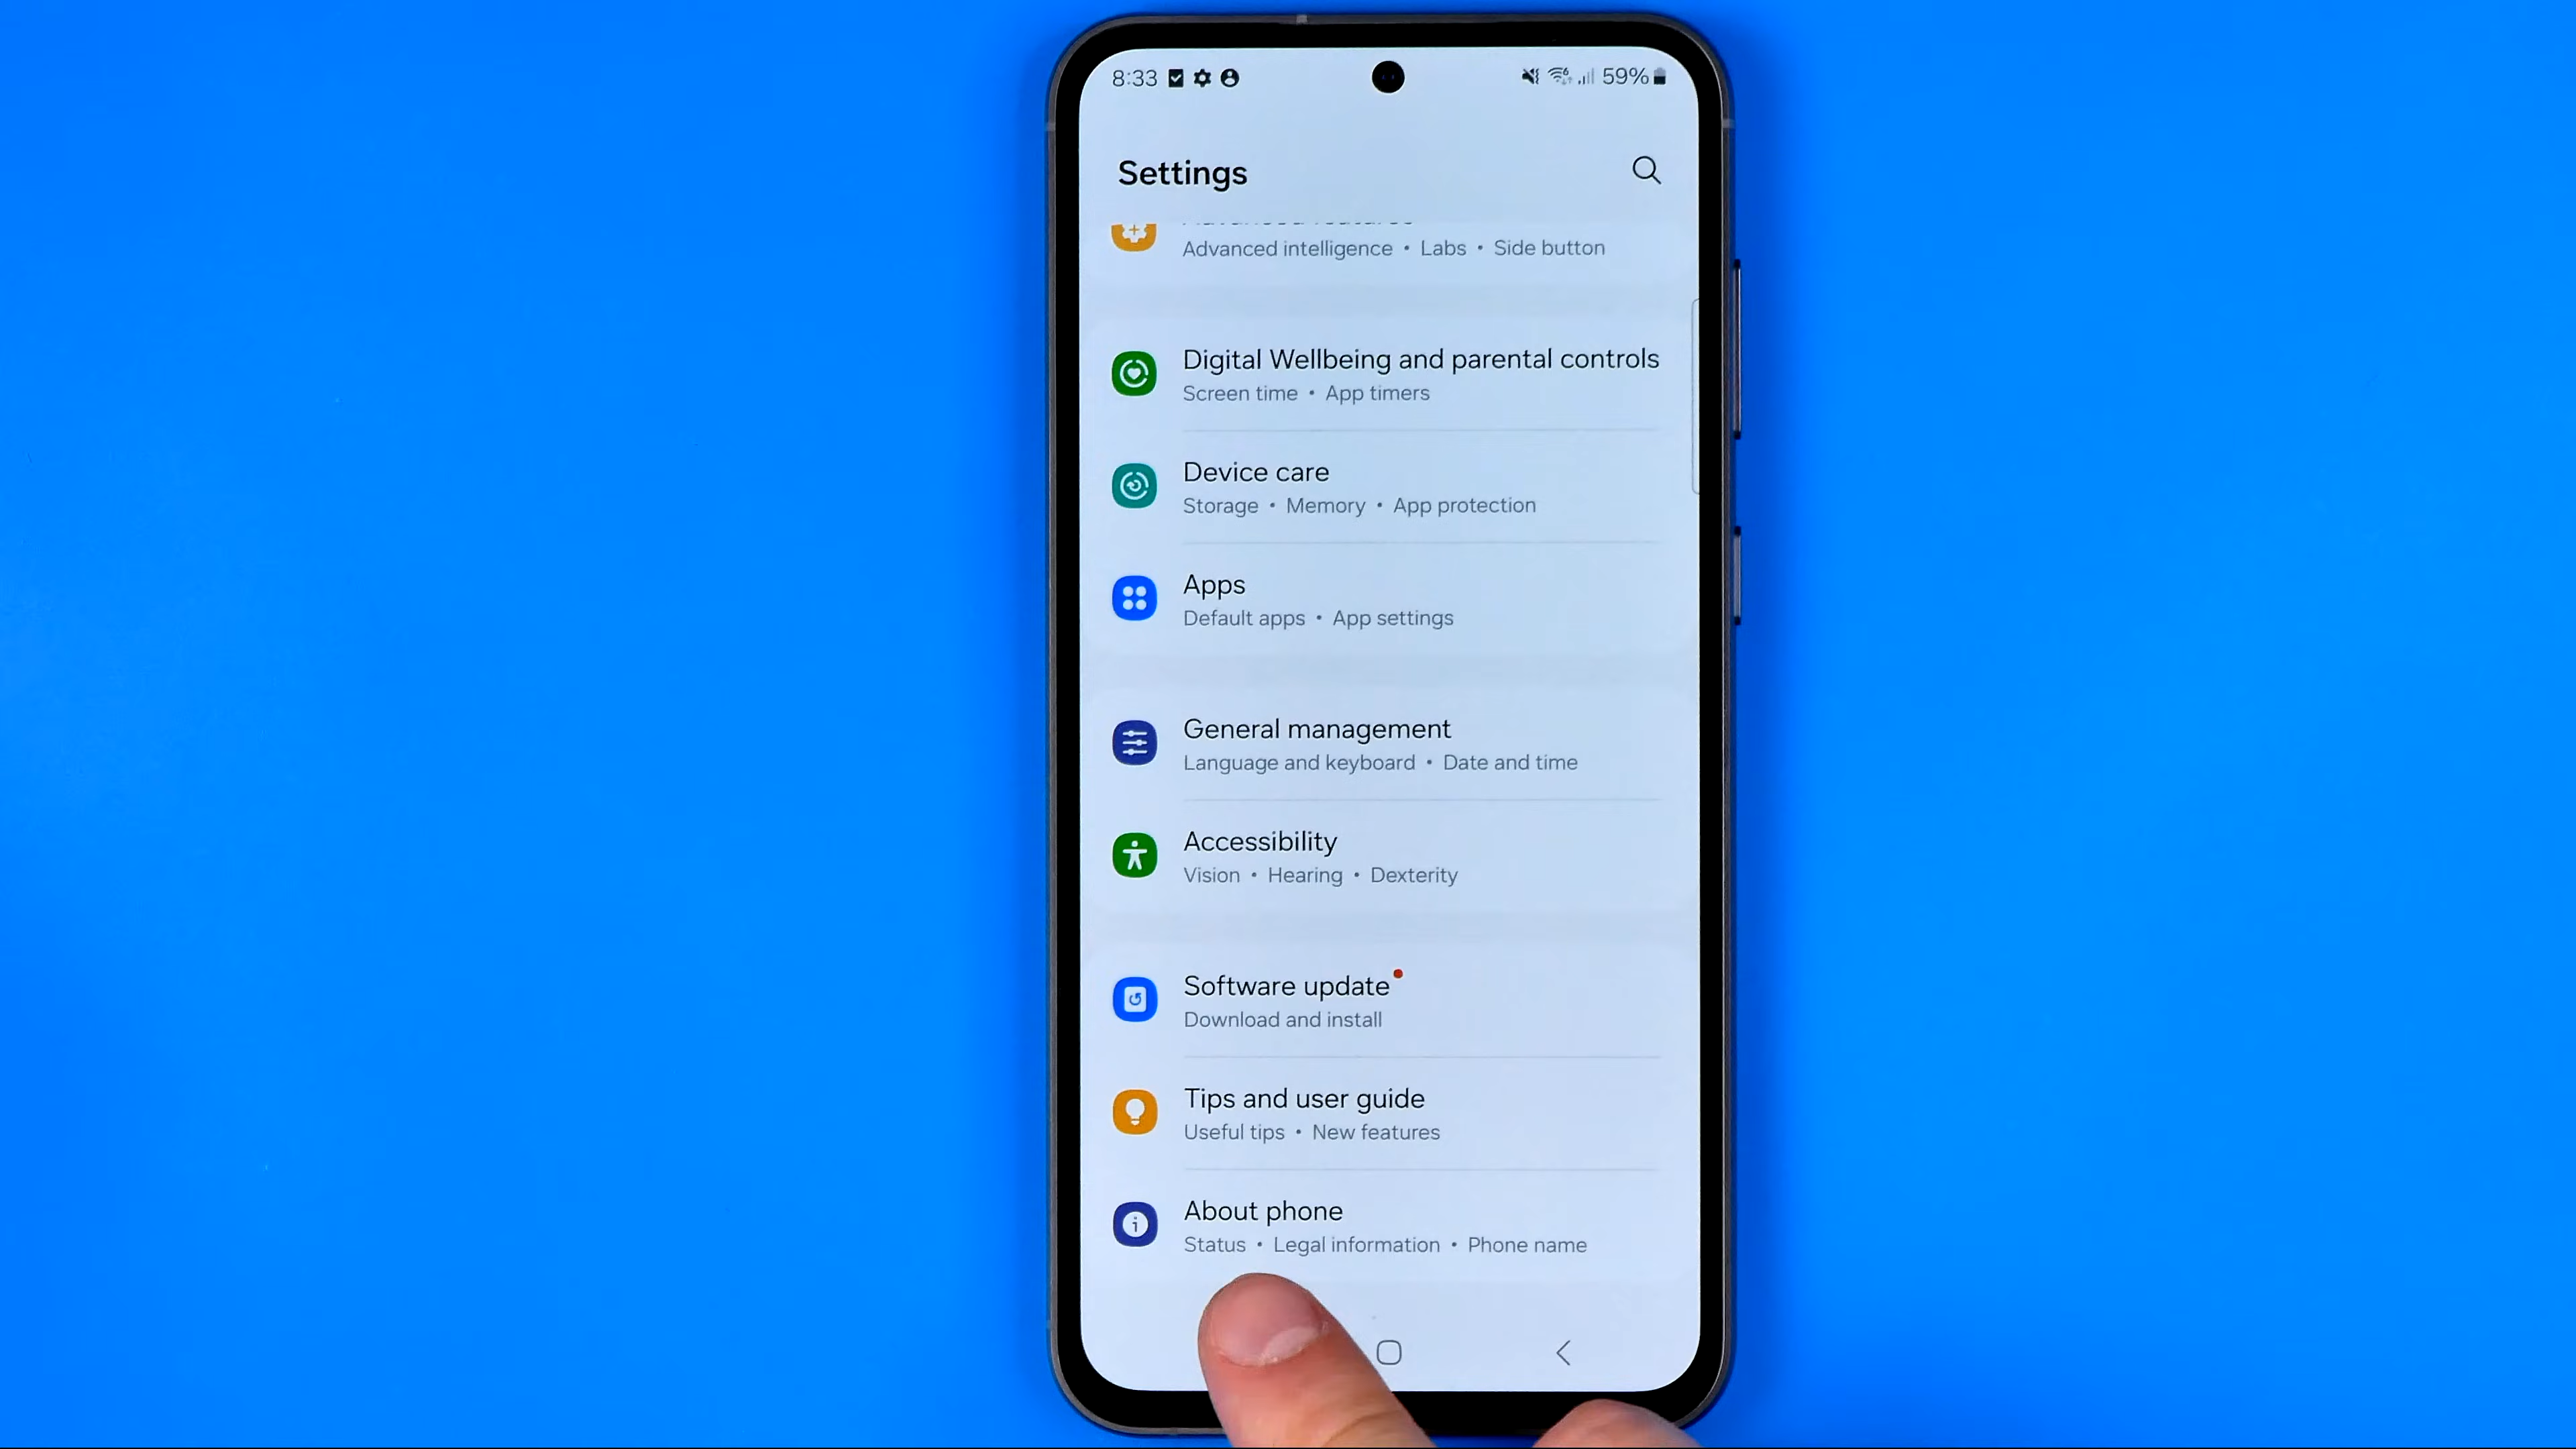 8:33 59%
Settings
Advanced features
Advanced intelligence • Labs • Side button
Digital Wellbeing and parental controls
Screen time • App timers
Device care
Storage • Memory • App protection
Apps
Default apps • App settings
General management
Language and keyboard • Date and time
Accessibility
Vision • Hearing • Dexterity
Software update
Download and install
Tips and user guide
Useful tips • New features
About phone
Status • Legal information • Phone name